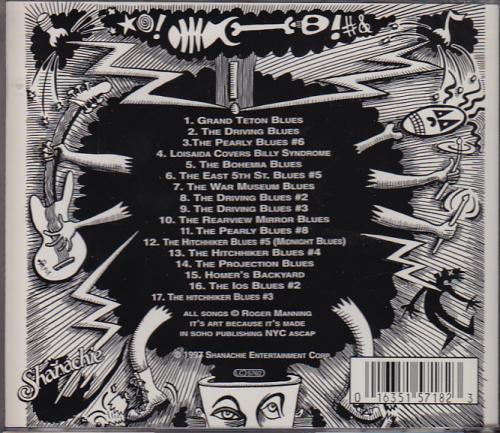 !
!#&
1. GRAND TETON BLUES
2. THE DRIVING BLUES
3.THE PEARLY BLUES #6
4. LOISAIDA COVERS BILLY SYNDROME
5. THE BOHEMIA BLUES
6. THE EAST 5TH ST. BLUES #5
7. THE WAR MUSEUM BLUES
8. THE DRIVING BLUES #2
9. THE DRIVING BLUES #3
10. THE REARVIEW MIRROR BLUES
11. THE PEARLY BLUES #8
12. THE HITCHHIKER BLUES #5 (MIDNIGHT BLUES)
13. THE HITCHHIKER BLUES #4
14. THE PROJECTION BLUES
15. HOMER'S BACKYARD
16. THE IOS BLUES #2
17. THE HITCHHIKER BLUES #3
ALL SONGS © ROGER MANNING
IT'S ART BECAUSE IT'S MADE
IN SOHO PUBLISHING NYC ASCAP
℗ 1997 SHANACHIE ENTERTAINMENT CORP.
Shanachie
0 16351 57182 3